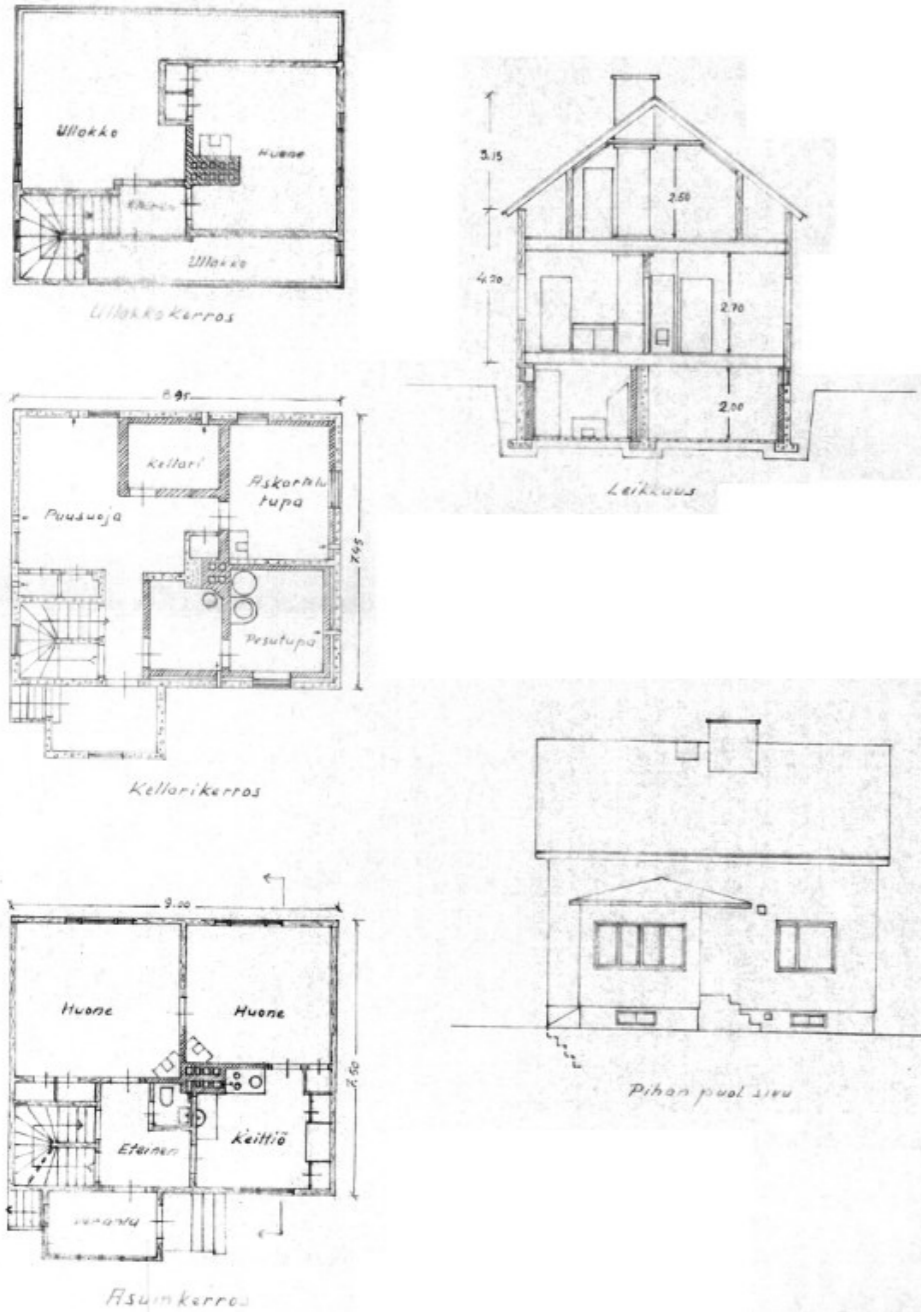 Ullakko
Huone
Ullakko
Ullakkokerros
3.15
2.50
4.20
2.70
2.00
Leikkaus
8.95
Kellari
Askartelu
tupa
Puusuoja
7.45
Pesutupa
Kellarikerros
9.00
Huone
Huone
7.50
Eteinen
Keittiö
Veranta
Asuinkerros
Pihan puol. sivu